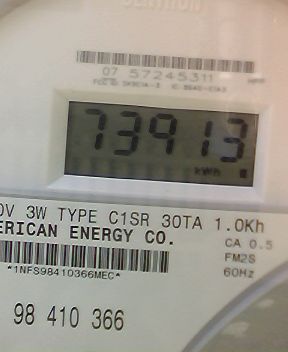 07 57245311
73913
kWh
0V 3W TYPE C1SR 30TA 1.0Kh
ERICAN ENERGY CO.
CA 0.5
FM2S
60Hz
*1NFS98410366MEC*
98 410 366